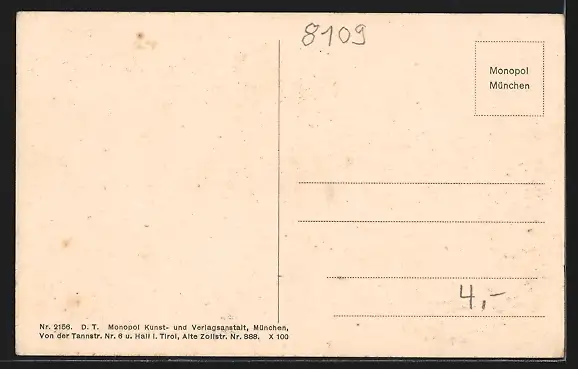 8109
Monopol
München
4,-
Nr. 2156. D. T. Monopol Kunst- und Verlagsanstalt, München,
Von der Tannstr. Nr. 6 u. Hall i. Tirol, Alte Zollstr. Nr. 388. X 100